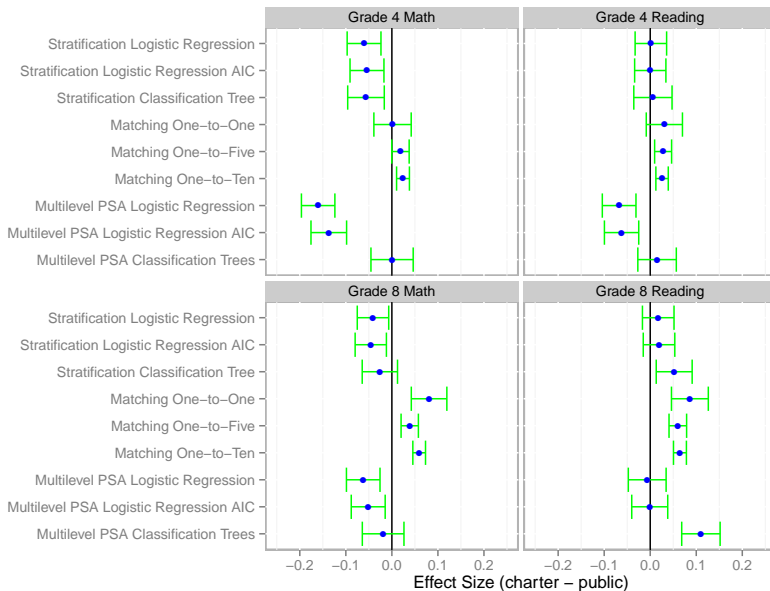 Grade 4 Math
Grade 4 Reading
Stratification Logistic Regression
Stratification Logistic Regression AIC
Stratification Classification Tree
Matching One−to−One
Matching One−to−Five
Matching One−to−Ten
Multilevel PSA Logistic Regression
Multilevel PSA Logistic Regression AIC
Multilevel PSA Classification Trees
Grade 8 Math
Grade 8 Reading
Stratification Logistic Regression
Stratification Logistic Regression AIC
Stratification Classification Tree
Matching One−to−One
Matching One−to−Five
Matching One−to−Ten
Multilevel PSA Logistic Regression
Multilevel PSA Logistic Regression AIC
Multilevel PSA Classification Trees
−0.2 −0.1 0.0 0.1 0.2 −0.2 −0.1 0.0 0.1 0.2
Effect Size (charter − public)